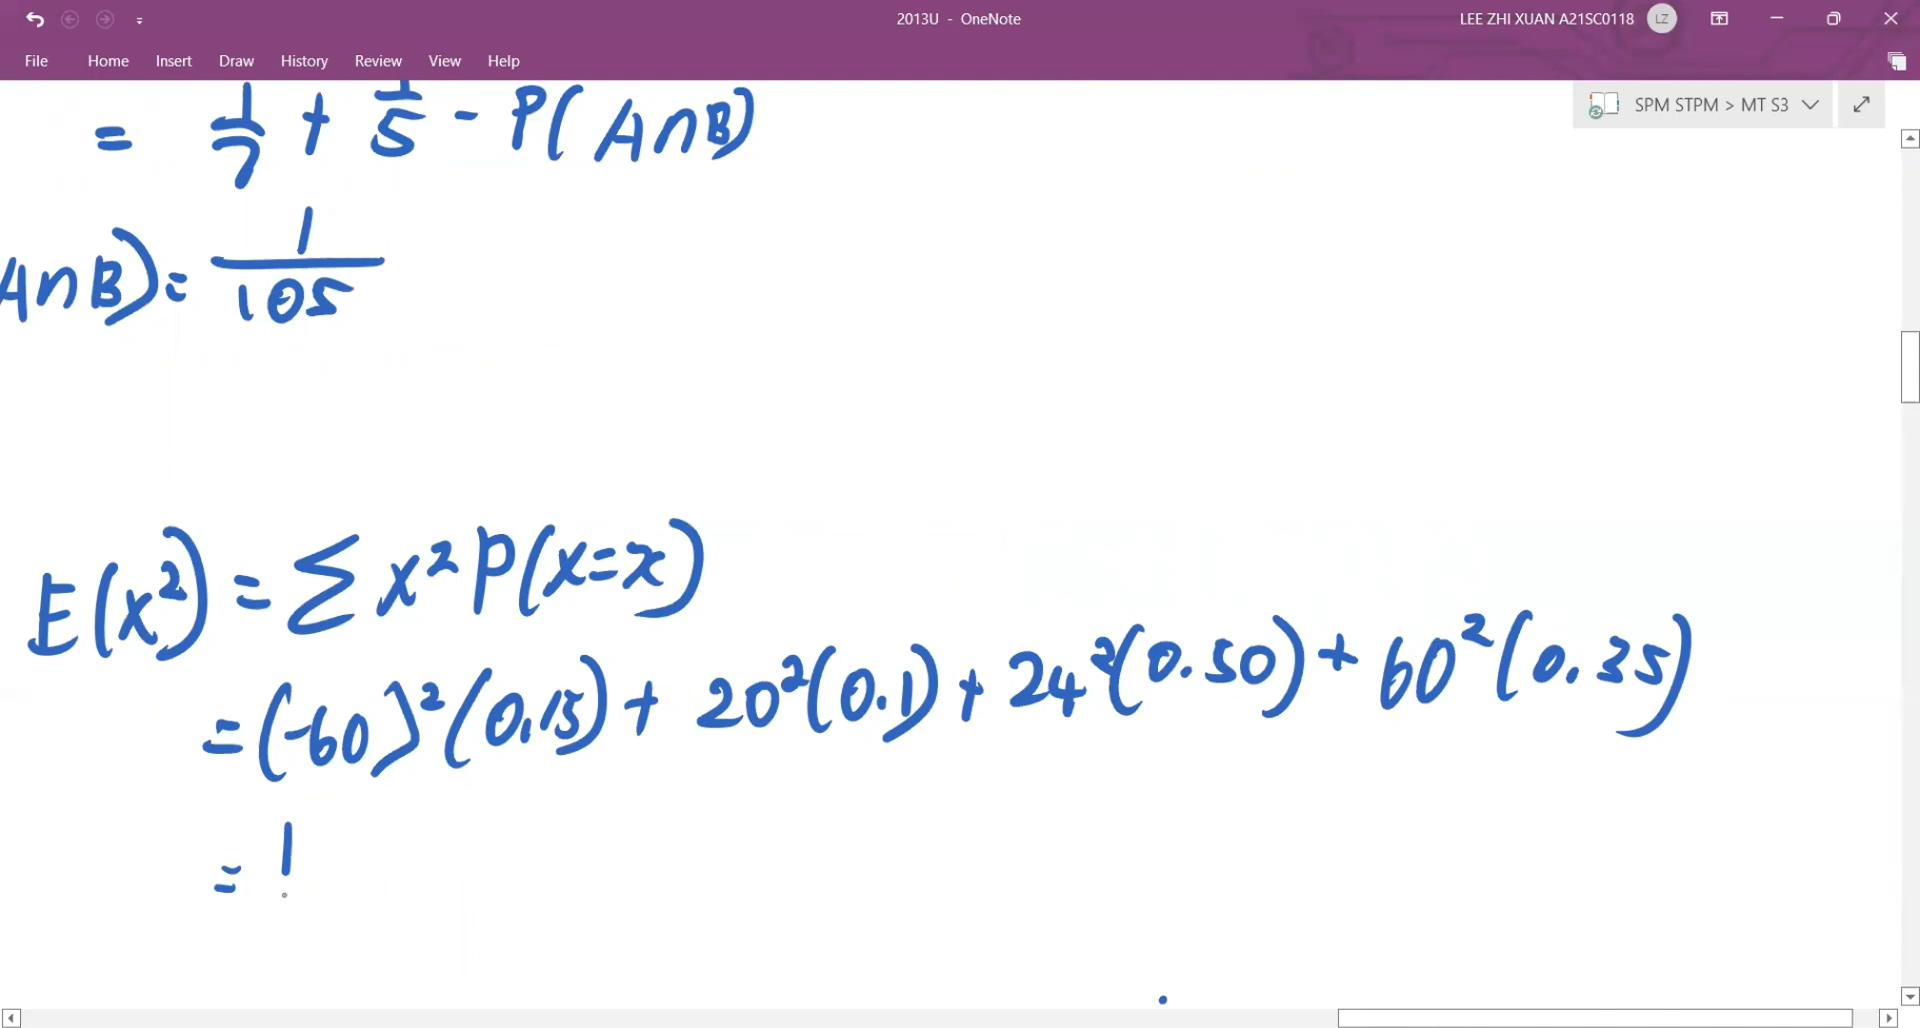 2013U - OneNote
LEE ZHI XUAN A21SC0118
LZ
File Home Insert Draw History Review View Help
SPM STPM > MT S3
= 1/7 + 1/5 - P(A∩B)
A∩B) = 1/105
E(x²) = Σ x² P(X=x)
= (-60)²(0.15) + 20²(0.1) + 24²(0.50) + 60²(0.35)
= 1